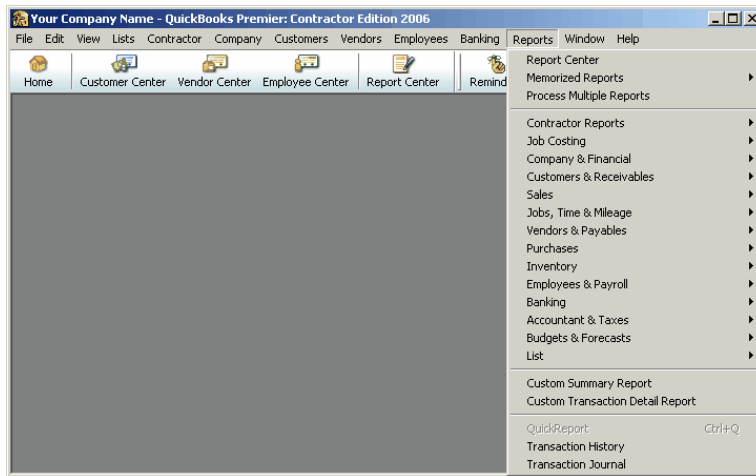 Your Company Name - QuickBooks Premier: Contractor Edition 2006
File Edit View Lists Contractor Company Customers Vendors Employees Banking Reports Window Help
Home Customer Center Vendor Center Employee Center Report Center Remind
Report Center
Memorized Reports
Process Multiple Reports
Contractor Reports
Job Costing
Company & Financial
Customers & Receivables
Sales
Jobs, Time & Mileage
Vendors & Payables
Purchases
Inventory
Employees & Payroll
Banking
Accountant & Taxes
Budgets & Forecasts
List
Custom Summary Report
Custom Transaction Detail Report
QuickReport Ctrl+Q
Transaction History
Transaction Journal